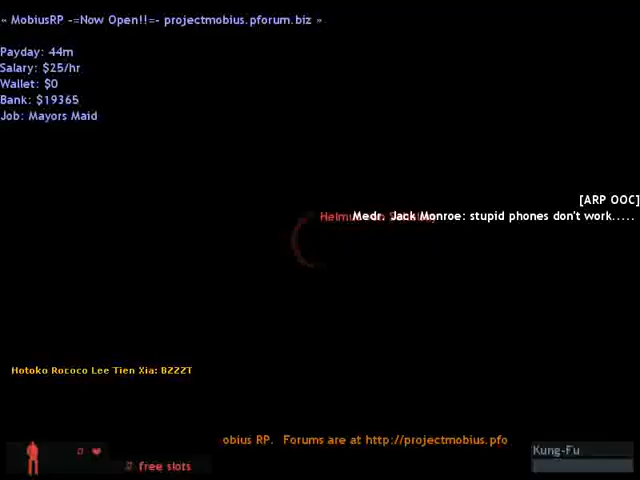 « MobiusRP -=Now Open!!=- projectmobius.pforum.biz »
Payday: 44m
Salary: $25/hr
Wallet: $0
Bank: $19365
Job: Mayors Maid
[ARP OOC]
Medr. Jack Monroe: stupid phones don't work.....
Hotoko Rococo Lee Tien Xia: BZZZT
obius RP. Forums are at http://projectmobius.pfo
Kung-Fu
free slots